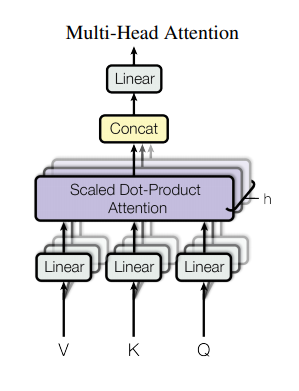 Multi-Head Attention
Linear
Concat
Scaled Dot-Product
Attention
h
Linear Linear Linear
V K Q